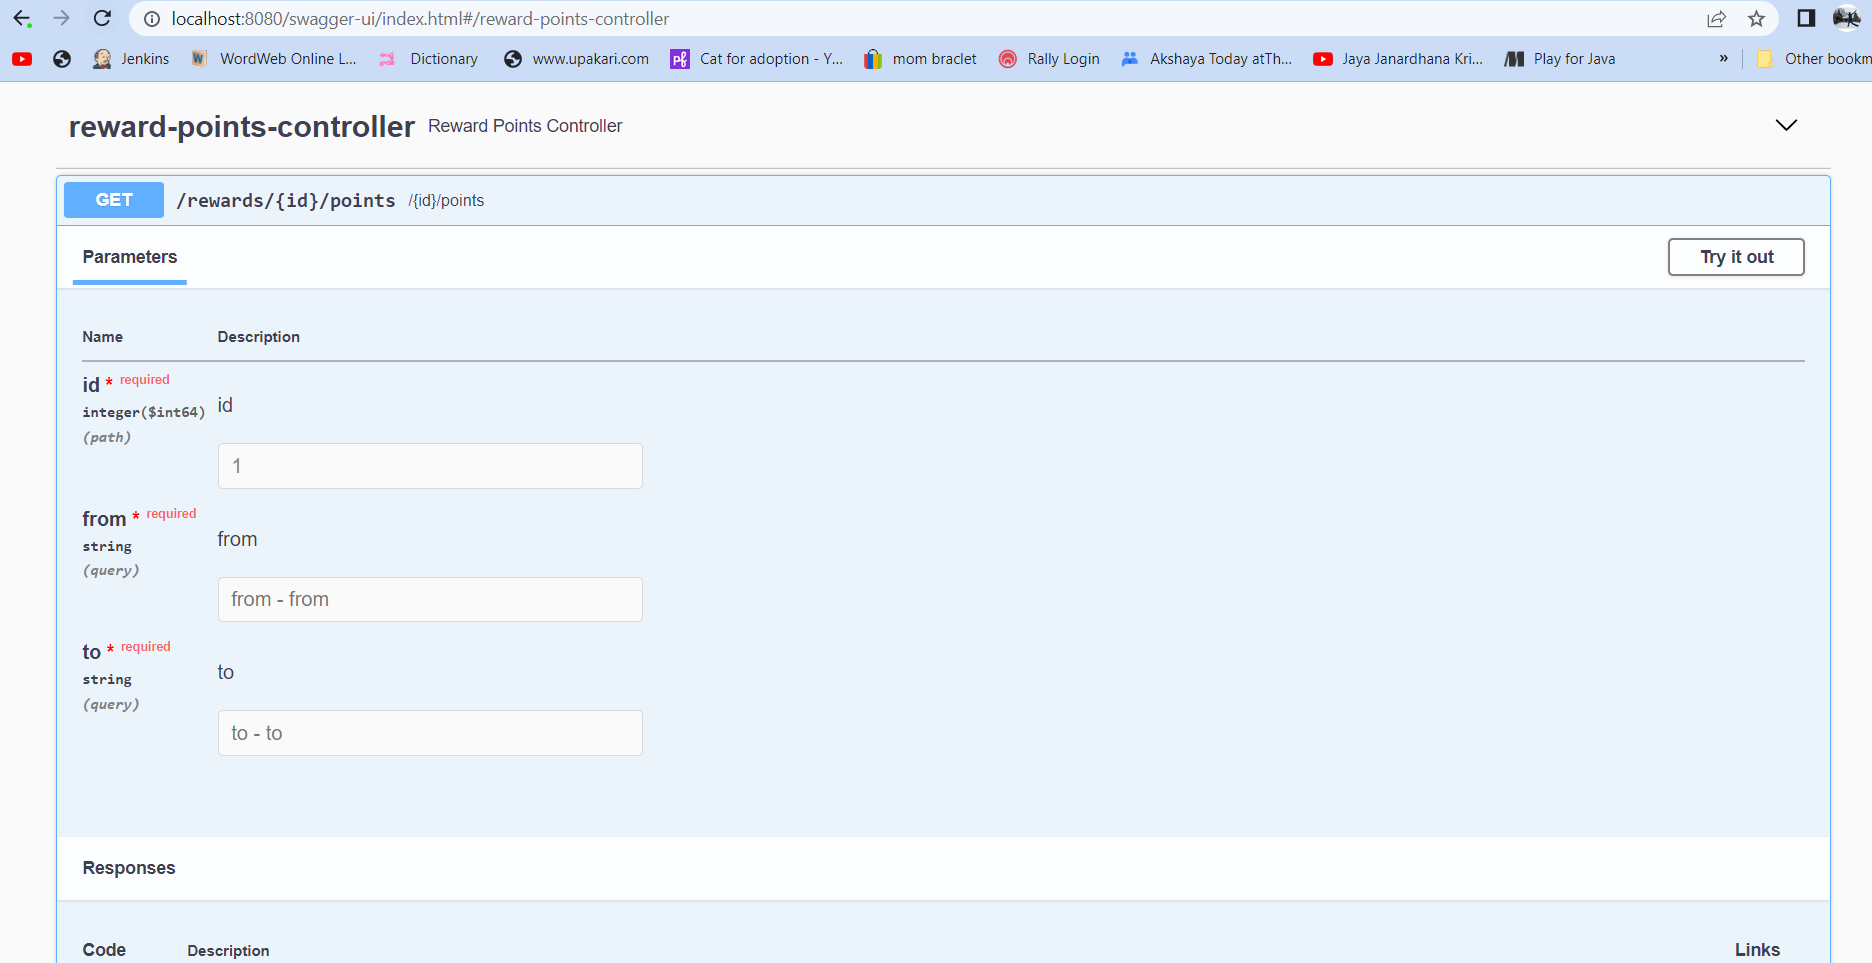 localhost:8080/swagger-ui/index.html#/reward-points-controller
Jenkins WordWeb Online L... Dictionary www.upakari.com Cat for adoption - Y... mom braclet Rally Login Akshaya Today atTh... Jaya Janardhana Kri... Play for Java » Other bookm
reward-points-controller Reward Points Controller
GET /rewards/{id}/points /{id}/points
Parameters Try it out
Name Description
id * required
integer($int64)
(path)
id
1
from * required
string
(query)
from
from - from
to * required
string
(query)
to
to - to
Responses
Code Description Links